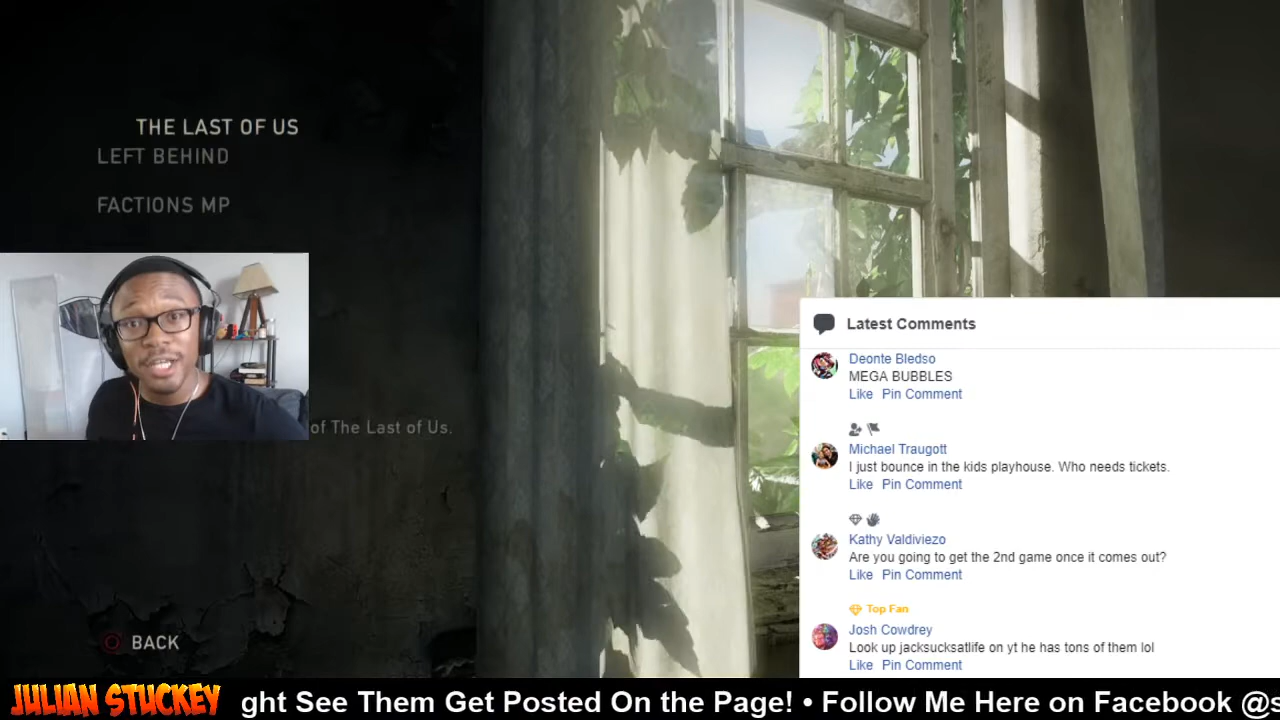 THE LAST OF US
LEFT BEHIND
FACTIONS MP
of The Last of Us.
BACK
Latest Comments
Deonte Bledso
MEGA BUBBLES
Like Pin Comment
Michael Traugott
I just bounce in the kids playhouse. Who needs tickets.
Like Pin Comment
Kathy Valdiviezo
Are you going to get the 2nd game once it comes out?
Like Pin Comment
Top Fan
Josh Cowdrey
Look up jacksucksatlife on yt he has tons of them lol
Like Pin Comment
JULIAN STUCKEY
ght See Them Get Posted On the Page! • Follow Me Here on Facebook @s